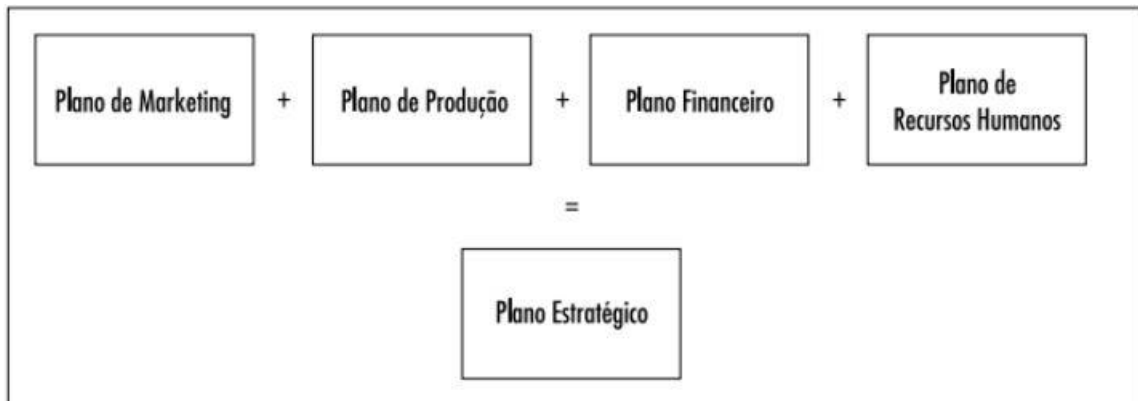 Plano de Marketing + Plano de Produção + Plano Financeiro + Plano de
Recursos Humanos
=
Plano Estratégico